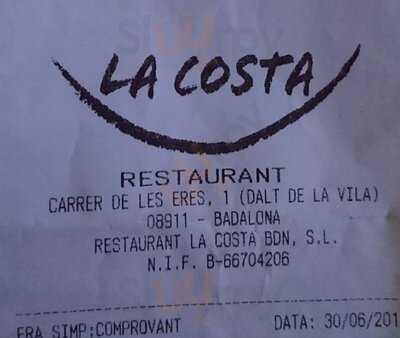 LA COSTA
RESTAURANT
CARRER DE LES ERES, 1 (DALT DE LA VILA)
08911 - BADALONA
RESTAURANT LA COSTA BDN, S.L.
N.I.F. B-66704206
FRA SIMP:COMPROVANT DATA: 30/06/201